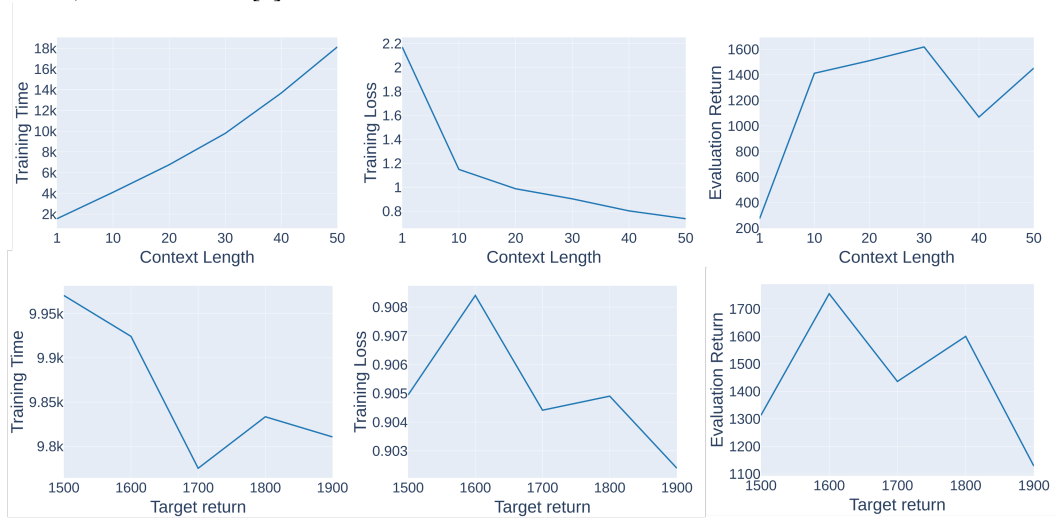 Training Time
18k
16k
14k
12k
10k
8k
6k
4k
2k
1 10 20 30 40 50
Context Length
Training Loss
2.2
2
1.8
1.6
1.4
1.2
1
0.8
1 10 20 30 40 50
Context Length
Evaluation Return
1600
1400
1200
1000
800
600
400
200
1 10 20 30 40 50
Context Length
Training Time
9.95k
9.9k
9.85k
9.8k
1500 1600 1700 1800 1900
Target return
Training Loss
0.908
0.907
0.906
0.905
0.904
0.903
1500 1600 1700 1800 1900
Target return
Evaluation Return
1700
1600
1500
1400
1300
1200
1100
1500 1600 1700 1800 1900
Target return